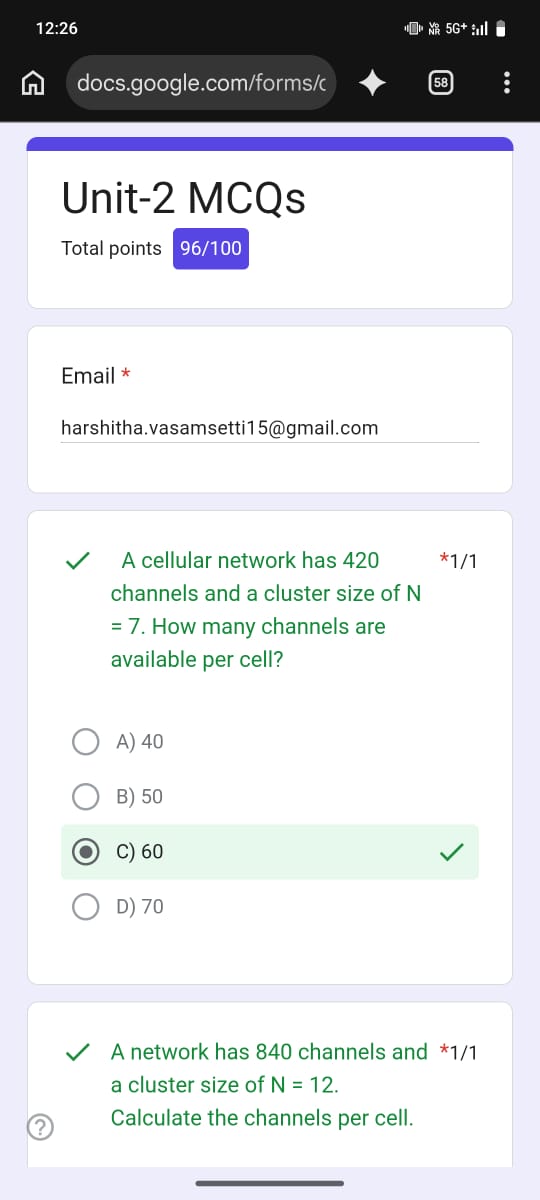 12:26
Vo NR 5G+
docs.google.com/forms/
58
Unit-2 MCQs
Total points 96/100
Email *
harshitha.vasamsetti15@gmail.com
A cellular network has 420 *1/1
channels and a cluster size of N
= 7. How many channels are
available per cell?
A) 40
B) 50
C) 60
D) 70
A network has 840 channels and *1/1
a cluster size of N = 12.
Calculate the channels per cell.
?